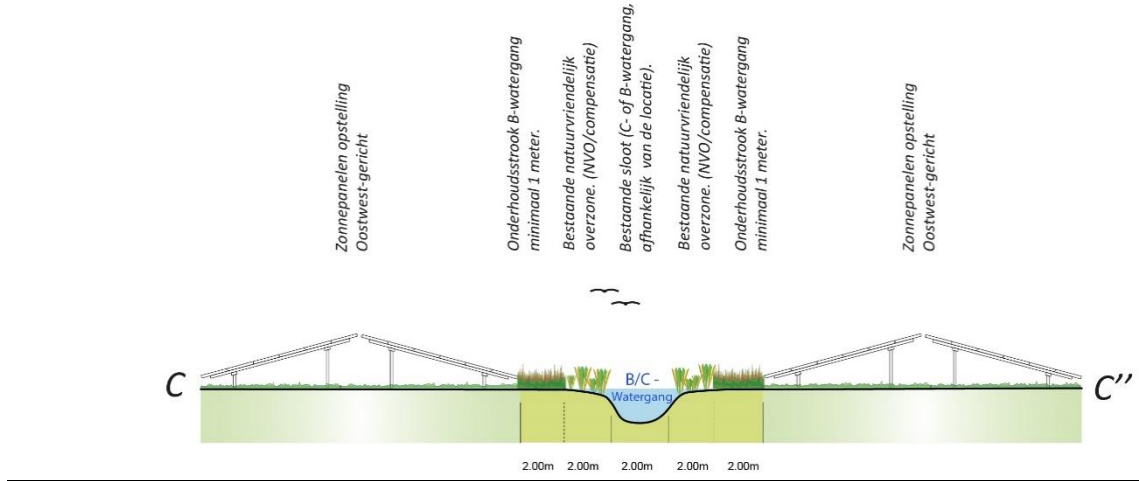 Zonnepanelen opstelling
Oostwest-gericht
Onderhoudsstrook B-watergang
minimaal 1 meter.
Bestaande natuurvriendelijk
overzone. (NVO/compensatie)
Bestaande sloot (C- of B-watergang,
afhankelijk van de locatie).
Bestaande natuurvriendelijk
overzone. (NVO/compensatie)
Onderhoudsstrook B-watergang
minimaal 1 meter.
Zonnepanelen opstelling
Oostwest-gericht
C
B/C -
Watergang
C''
2.00m 2.00m 2.00m 2.00m 2.00m